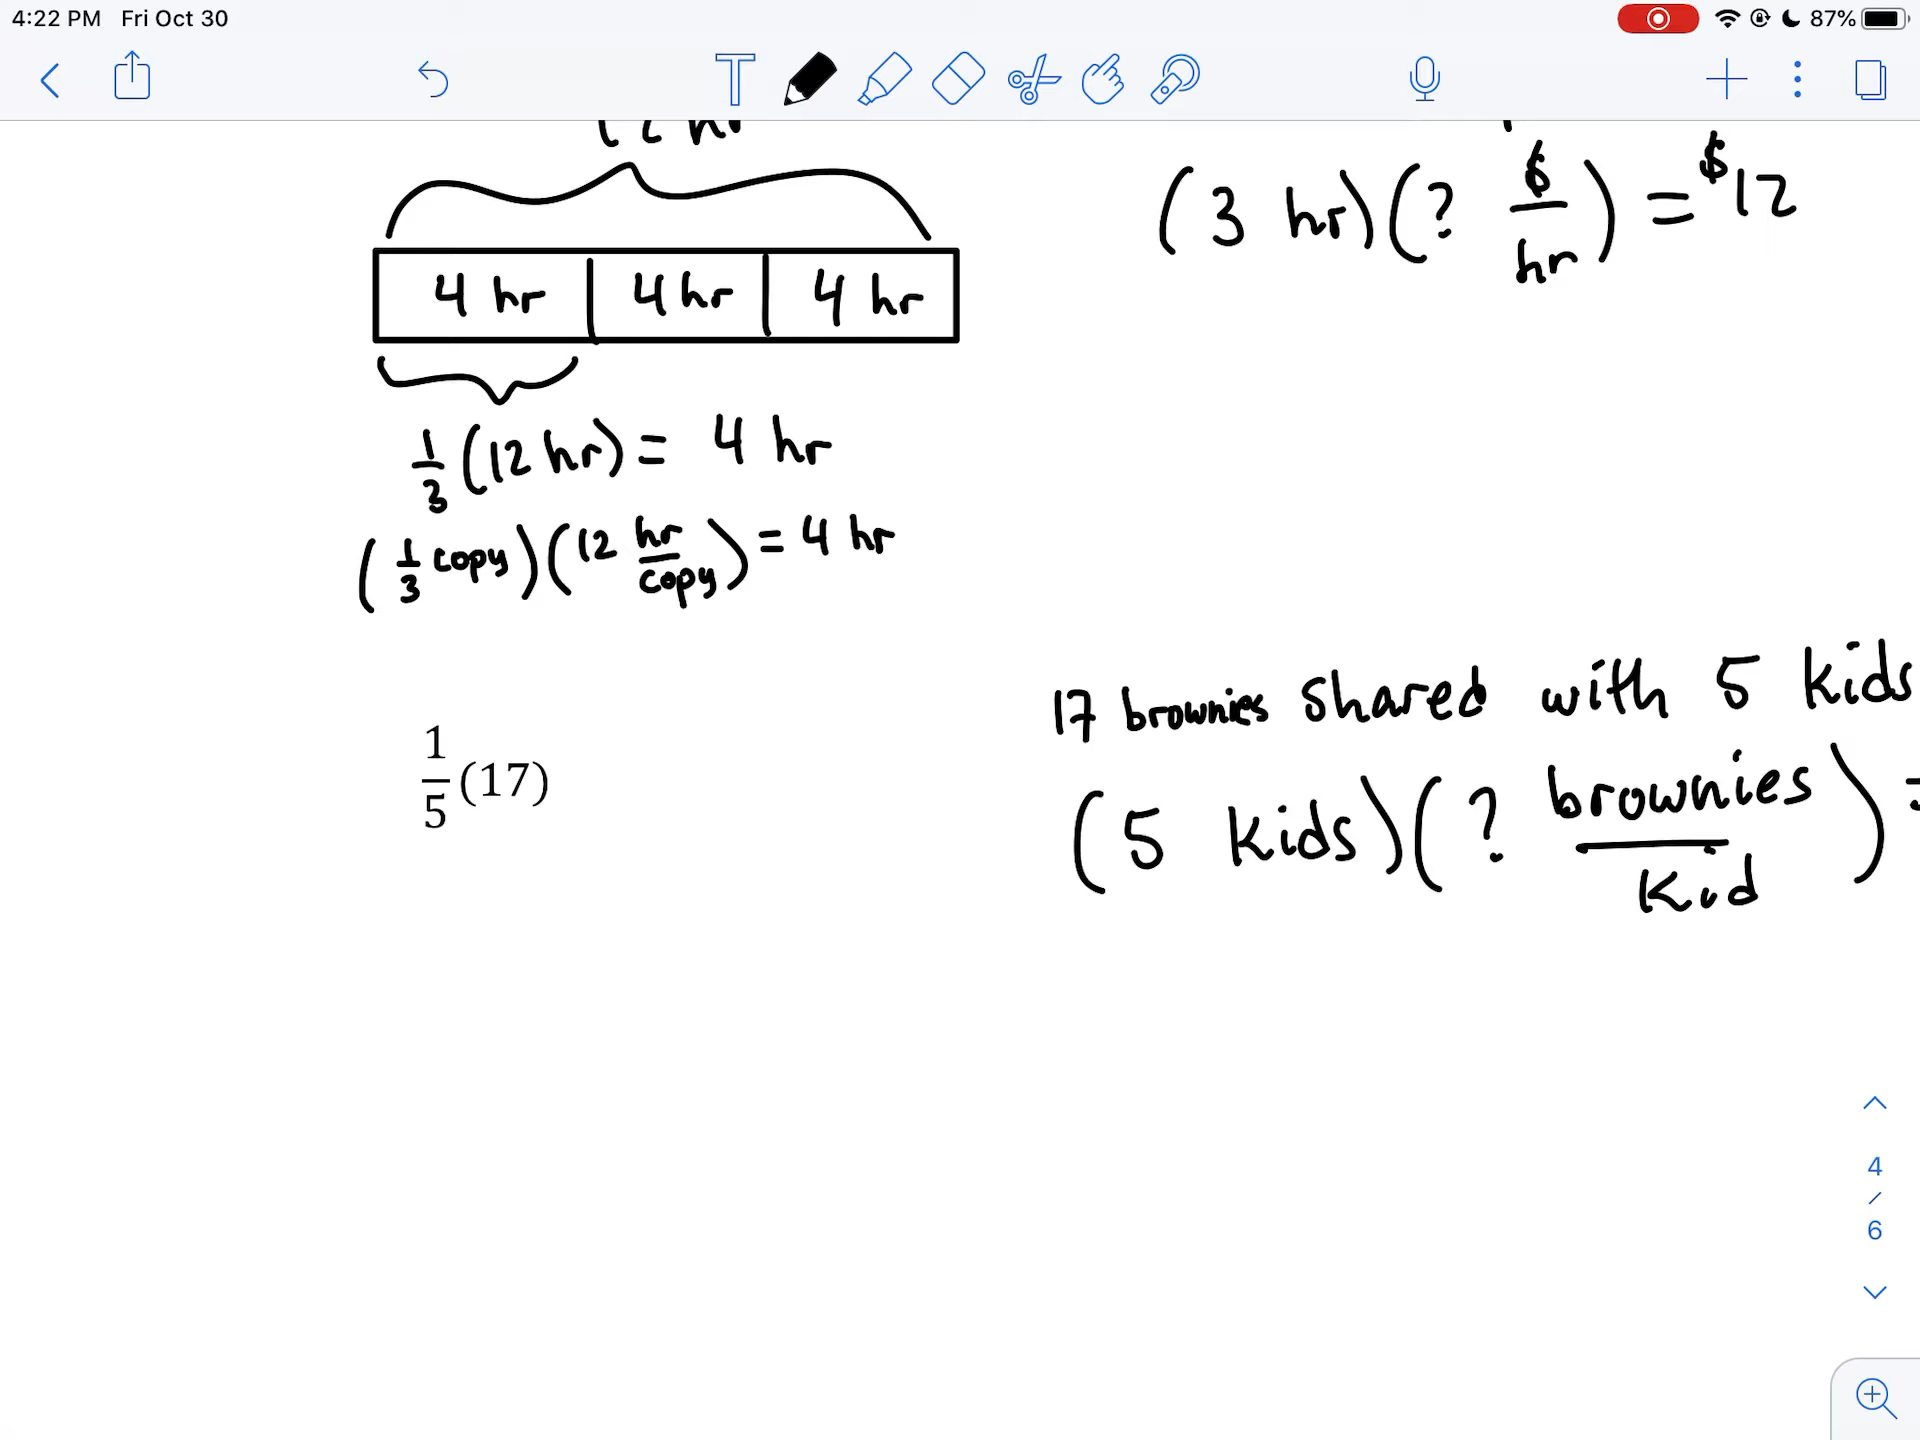 4:22 PM Fri Oct 30
87%
T
12 hr
4 hr 4 hr 4 hr
1/3 (12 hr) = 4 hr
(1/3 copy)(12 hr/copy) = 4 hr
(3 hr)(? $/hr) = $12
1/5 (17)
17 brownies shared with 5 kids
(5 kids)(? brownies/kid) =
4
/
6